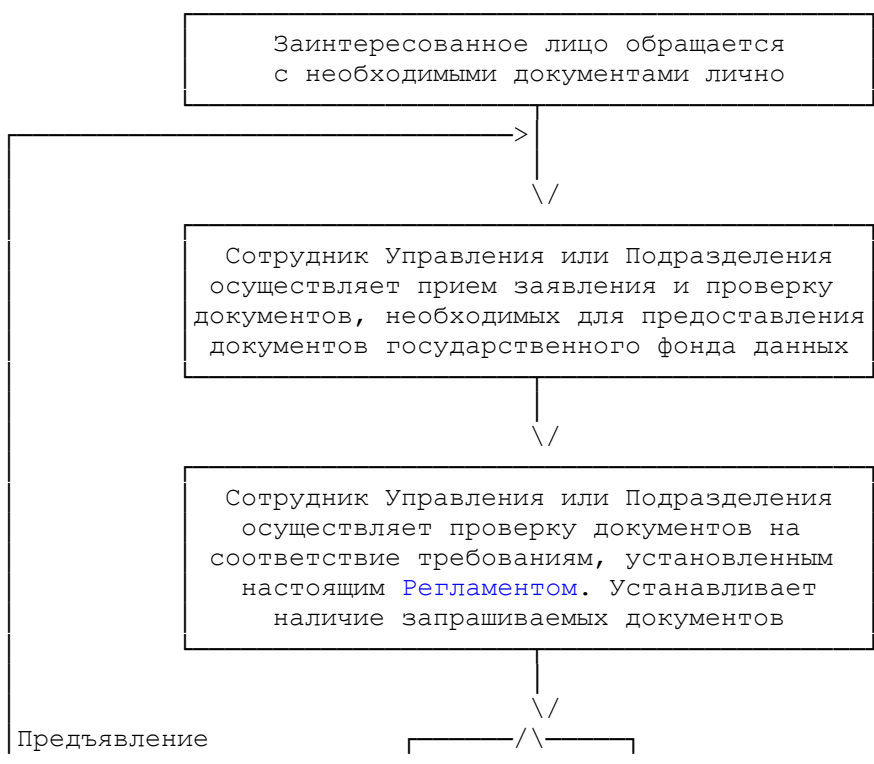 Заинтересованное лицо обращается
с необходимыми документами лично
Сотрудник Управления или Подразделения
осуществляет прием заявления и проверку
документов, необходимых для предоставления
документов государственного фонда данных
Сотрудник Управления или Подразделения
осуществляет проверку документов на
соответствие требованиям, установленным
настоящим Регламентом. Устанавливает
наличие запрашиваемых документов
Предъявление